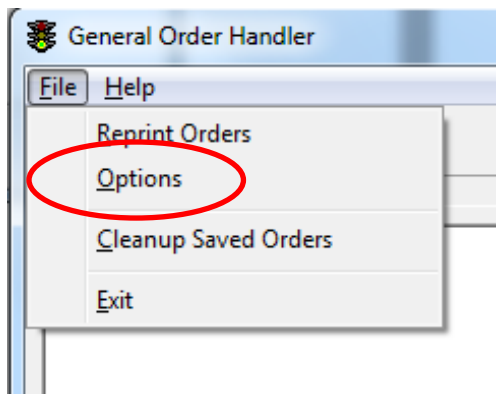 General Order Handler
File Help
Reprint Orders
Options
Cleanup Saved Orders
Exit